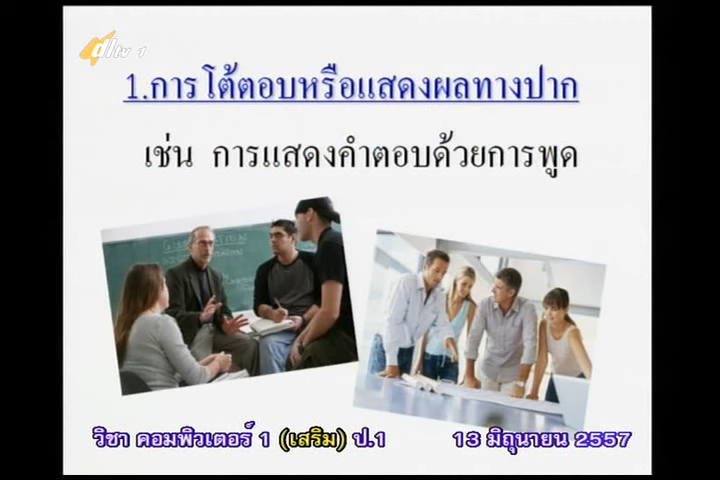 dltv 1
1.การโต้ตอบหรือแสดงผลทางปาก
เช่น การแสดงคำตอบด้วยการพูด
วิชา คอมพิวเตอร์ 1 (เสริม) ป.1
13 มิถุนายน 2557